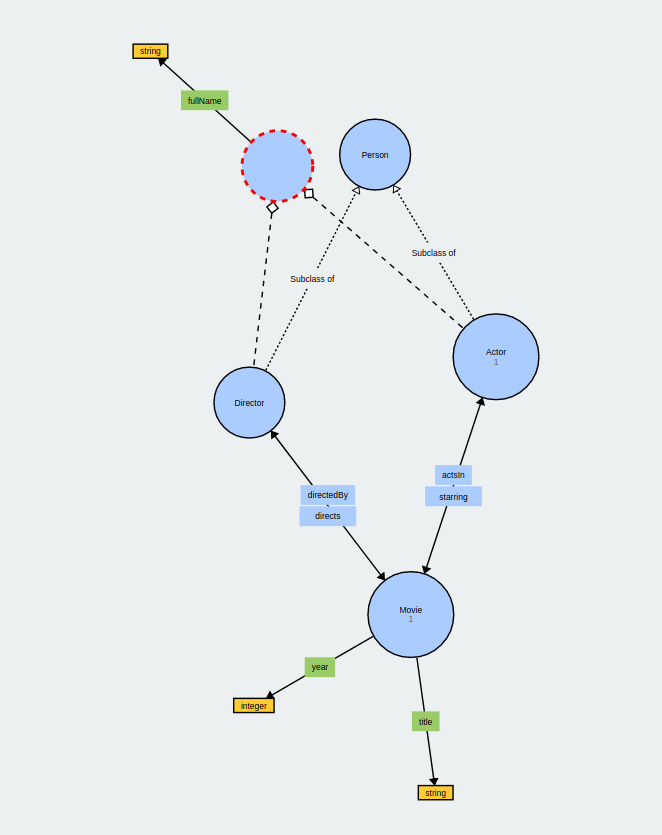 string
fullName
Person
Subclass of
Subclass of
Actor
1
Director
actsIn
directedBy
starring
directs
Movie
1
year
integer
title
string